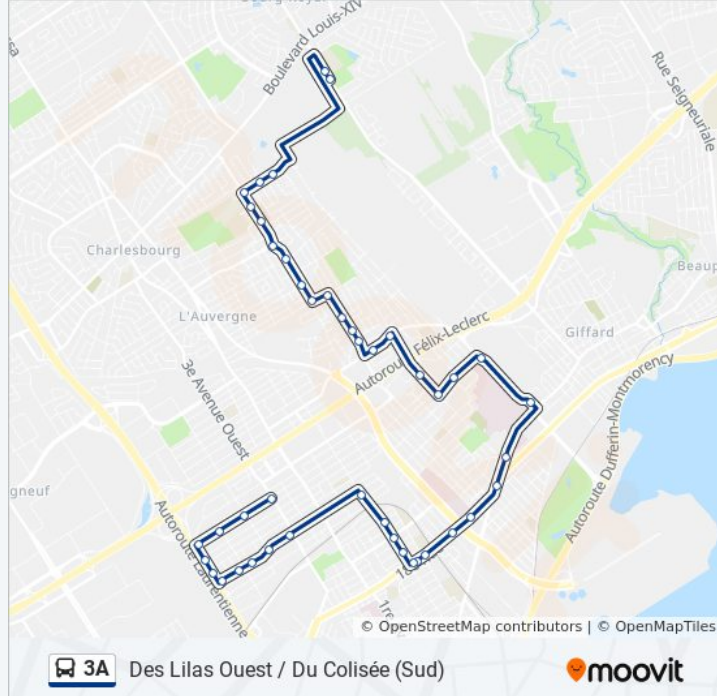 Boulevard Louis-XIV
Rue Seigneuriale
Charlesbourg
Beaup
L'Auvergne
Autoroute Félix-Leclerc
Giffard
3e Avenue Ouest
Autoroute Dufferin-Montmorency
gneuf
Autoroute Laurentienne
1re
© OpenStreetMap contributors | © OpenMapTiles
3A Des Lilas Ouest / Du Colisée (Sud)
moovit